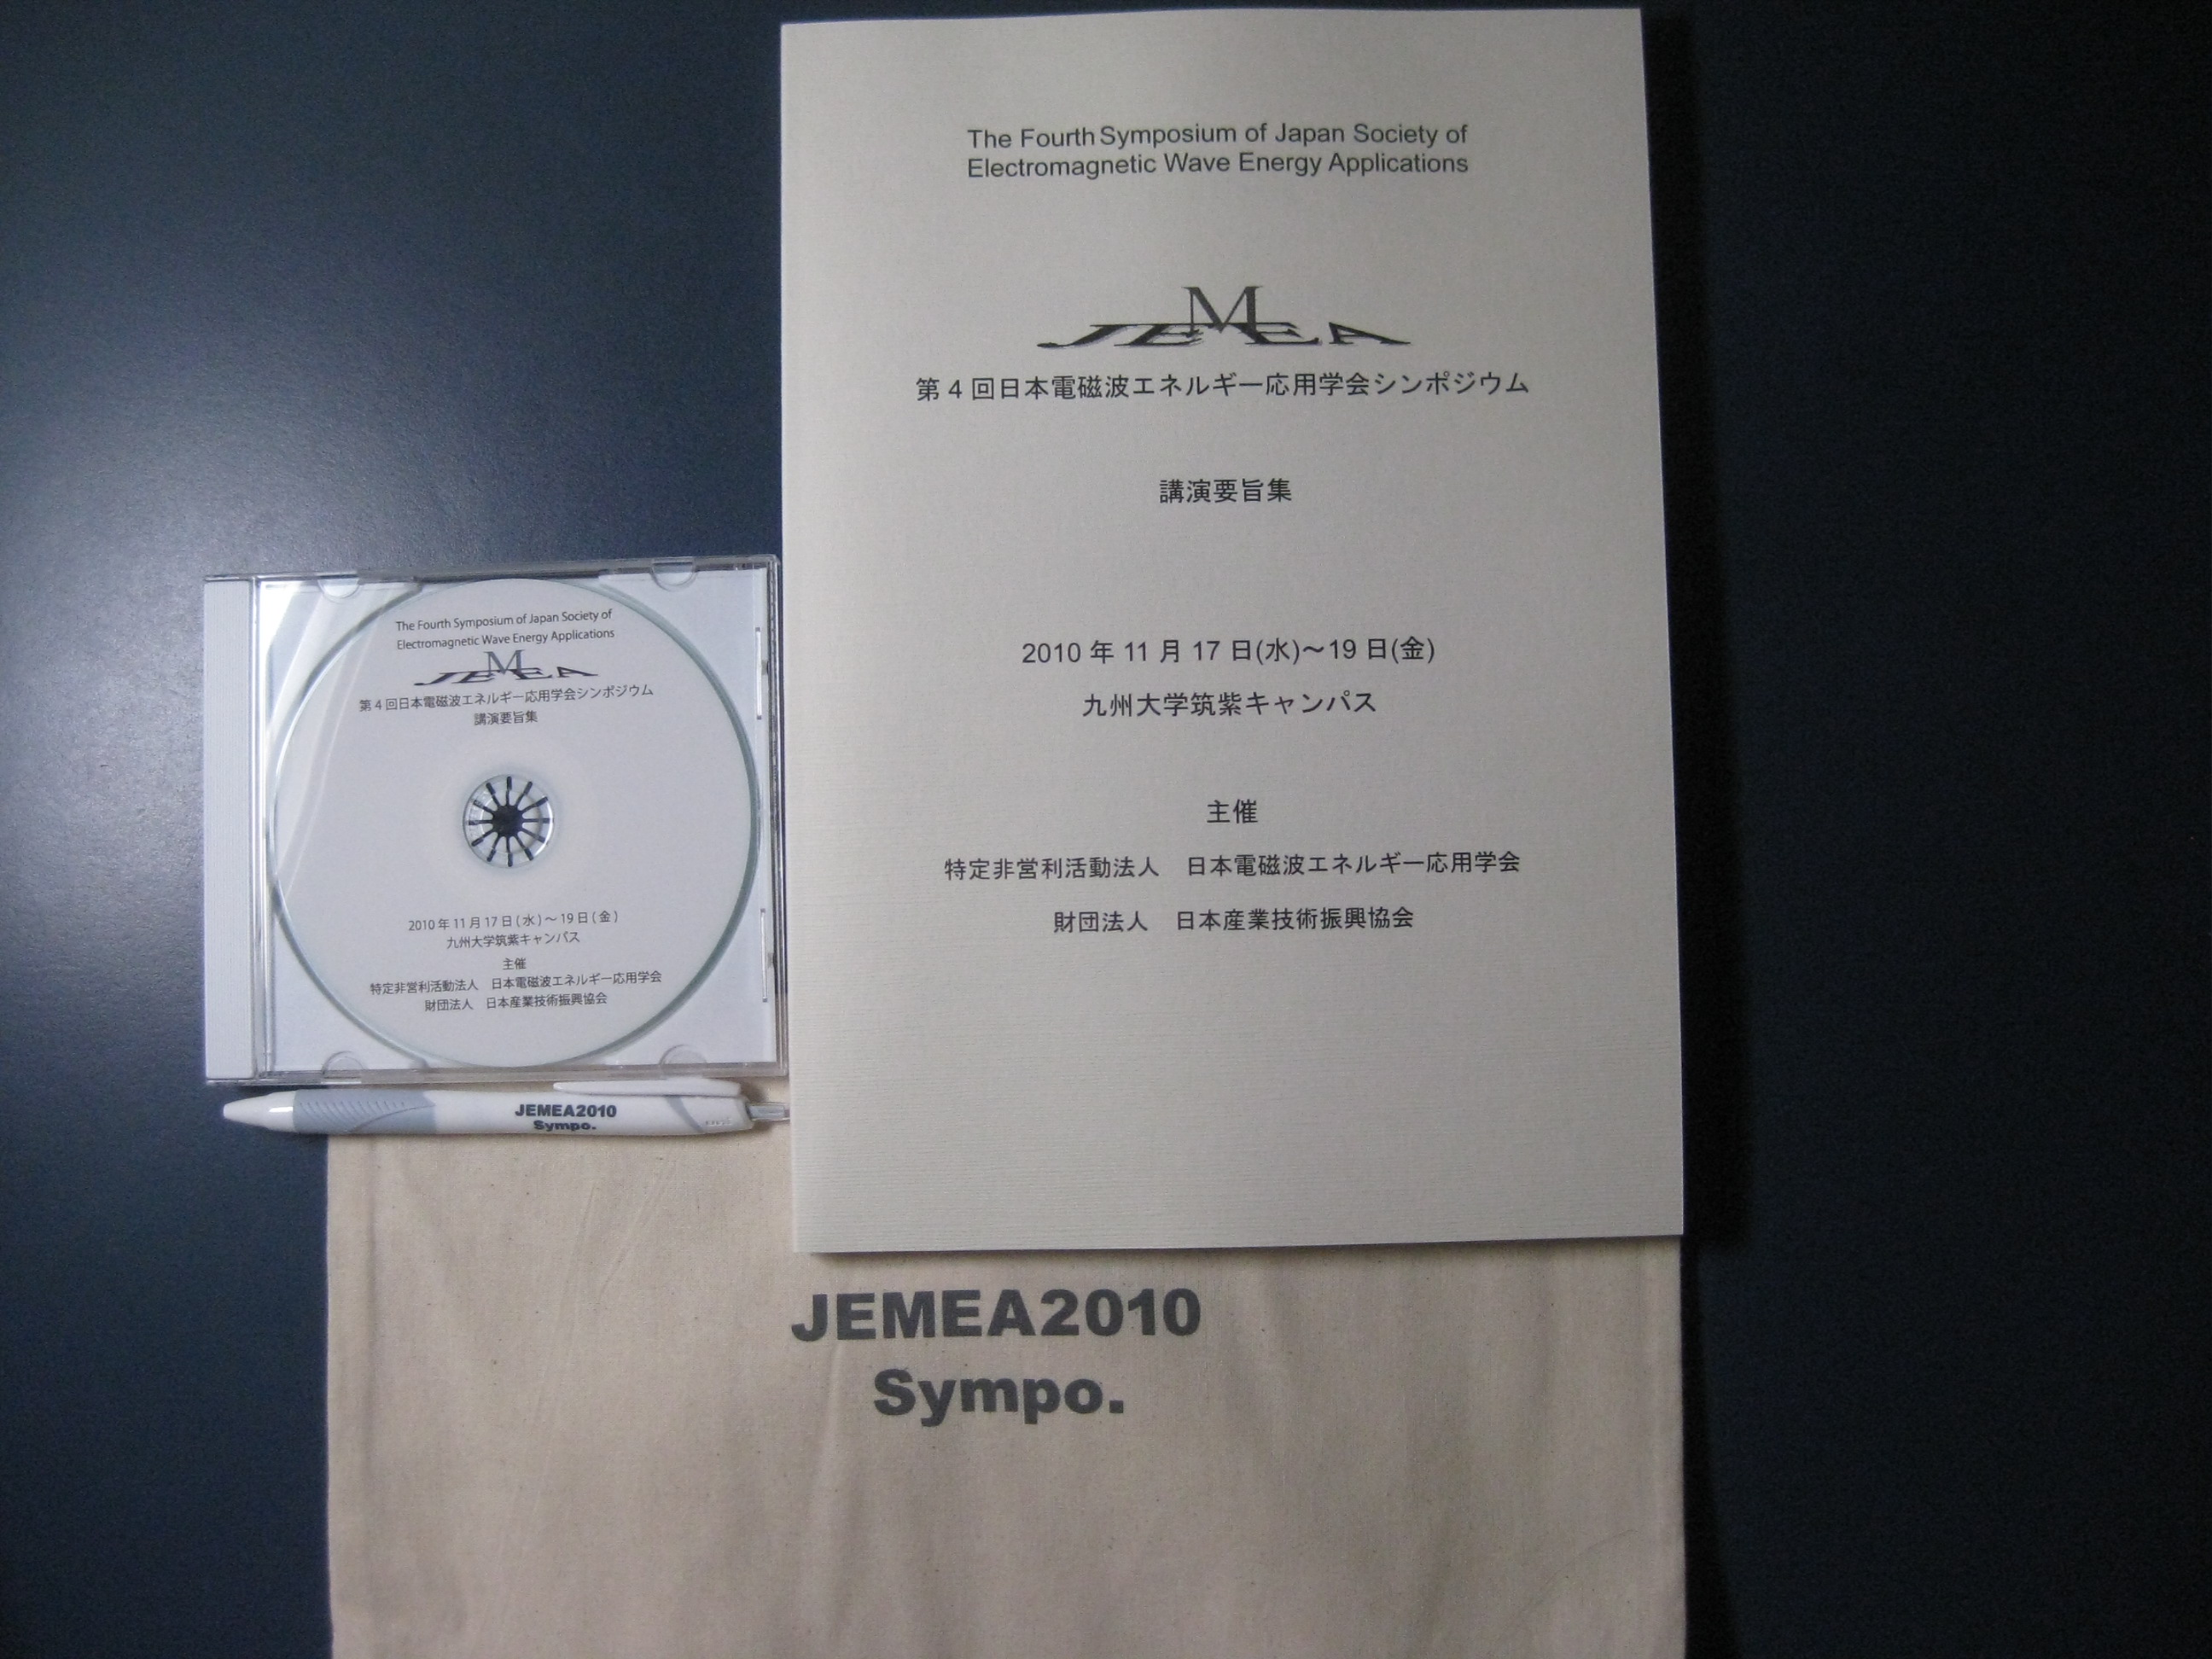 The Fourth Symposium of Japan Society of
Electromagnetic Wave Energy Applications
JEMEA
第4回日本電磁波エネルギー応用学会シンポジウム
講演要旨集
2010年11月17日(水)～19日(金)
九州大学筑紫キャンパス
主催
特定非営利活動法人　日本電磁波エネルギー応用学会
財団法人　日本産業技術振興協会
The Fourth Symposium of Japan Society of
Electromagnetic Wave Energy Applications
JEMEA
第4回日本電磁波エネルギー応用学会シンポジウム
講演要旨集
2010年11月17日(水)～19日(金)
九州大学筑紫キャンパス
主催
特定非営利活動法人　日本電磁波エネルギー応用学会
財団法人　日本産業技術振興協会
JEMEA2010
Sympo.
JEMEA2010
Sympo.